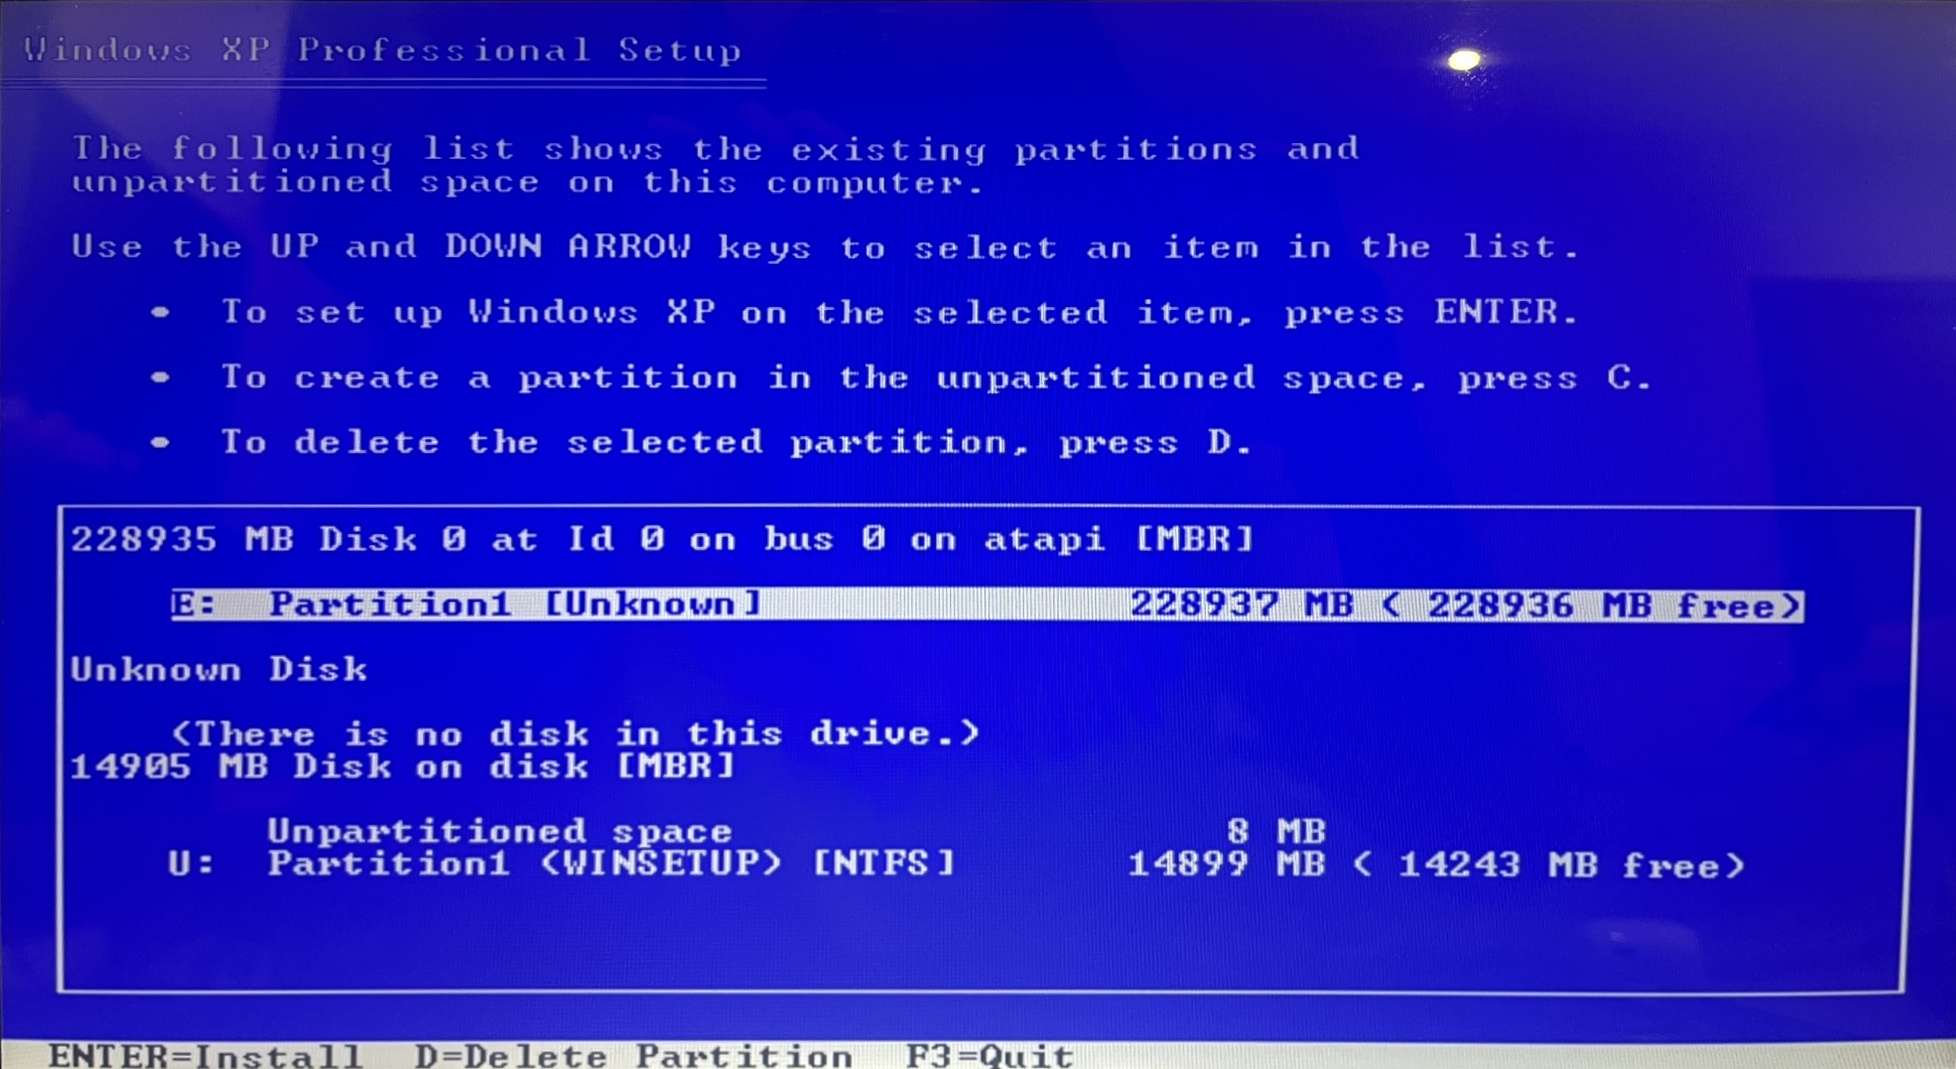 Windows XP Professional Setup
The following list shows the existing partitions and
unpartitioned space on this computer.
Use the UP and DOWN ARROW keys to select an item in the list.
• To set up Windows XP on the selected item, press ENTER.
• To create a partition in the unpartitioned space, press C.
• To delete the selected partition, press D.
228935 MB Disk 0 at Id 0 on bus 0 on atapi [MBR]
E: Partition1 [Unknown] 228937 MB ( 228936 MB free)
Unknown Disk
(There is no disk in this drive.)
14905 MB Disk on disk [MBR]
Unpartitioned space 8 MB
U: Partition1 (WINSETUP) [NTFS] 14899 MB ( 14243 MB free)
ENTER=Install D=Delete Partition F3=Quit